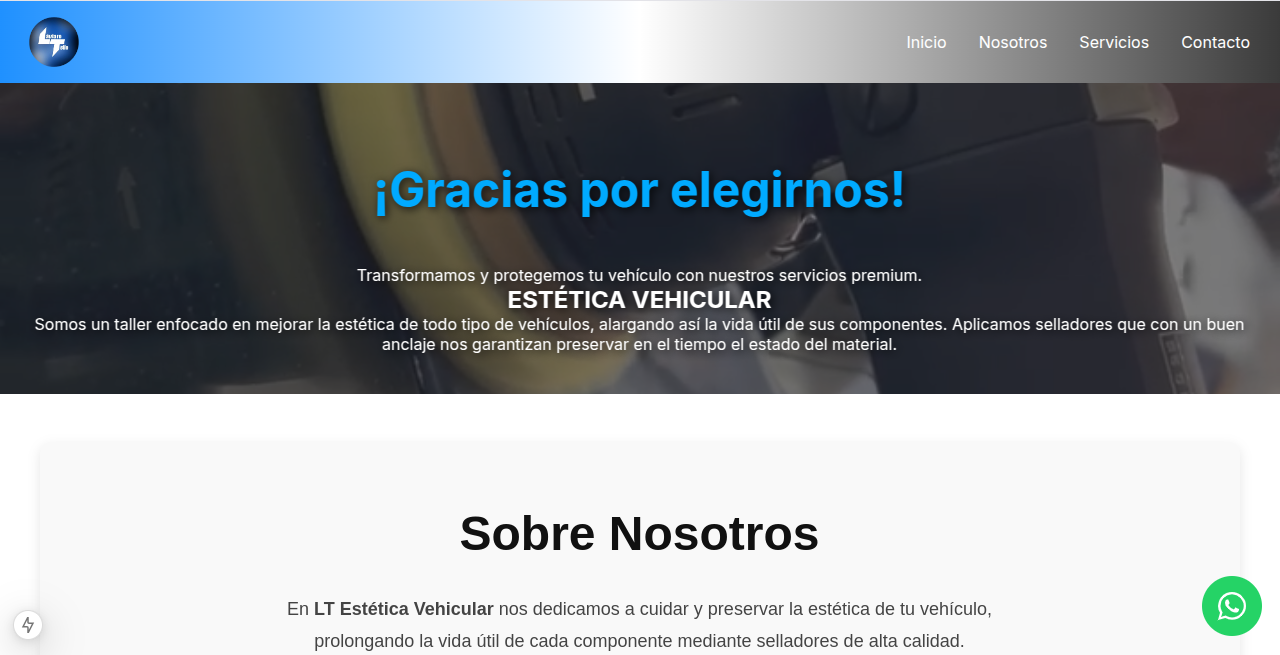 Inicio Nosotros Servicios Contacto
¡Gracias por elegirnos!
Transformamos y protegemos tu vehículo con nuestros servicios premium.
ESTÉTICA VEHICULAR
Somos un taller enfocado en mejorar la estética de todo tipo de vehículos, alargando así la vida útil de sus componentes. Aplicamos selladores que con un buen
anclaje nos garantizan preservar en el tiempo el estado del material.
Sobre Nosotros
En LT Estética Vehicular nos dedicamos a cuidar y preservar la estética de tu vehículo,
prolongando la vida útil de cada componente mediante selladores de alta calidad.